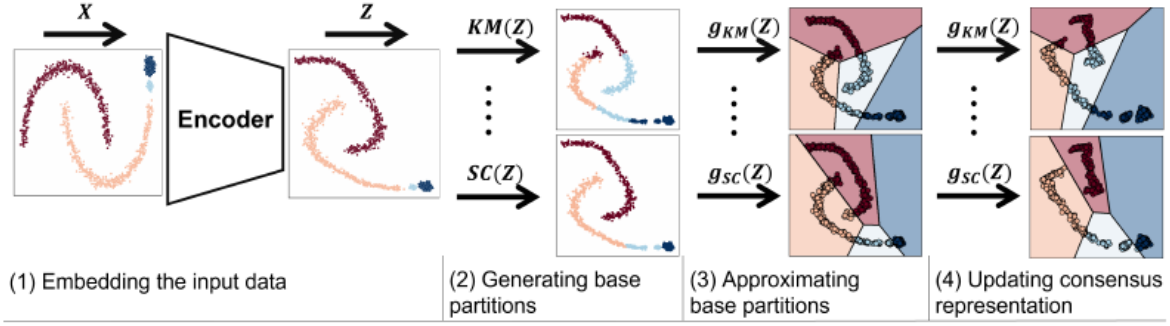 X
Encoder
Z
KM(Z)
SC(Z)
g_KM(Z)
g_SC(Z)
g_KM(Z)
g_SC(Z)
(1) Embedding the input data
(2) Generating base
partitions
(3) Approximating
base partitions
(4) Updating consensus
representation